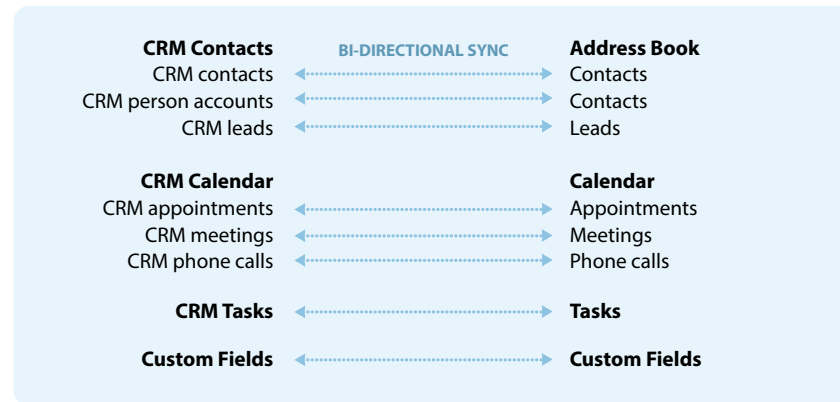 CRM Contacts BI-DIRECTIONAL SYNC Address Book
CRM contacts Contacts
CRM person accounts Contacts
CRM leads Leads
CRM Calendar Calendar
CRM appointments Appointments
CRM meetings Meetings
CRM phone calls Phone calls
CRM Tasks Tasks
Custom Fields Custom Fields